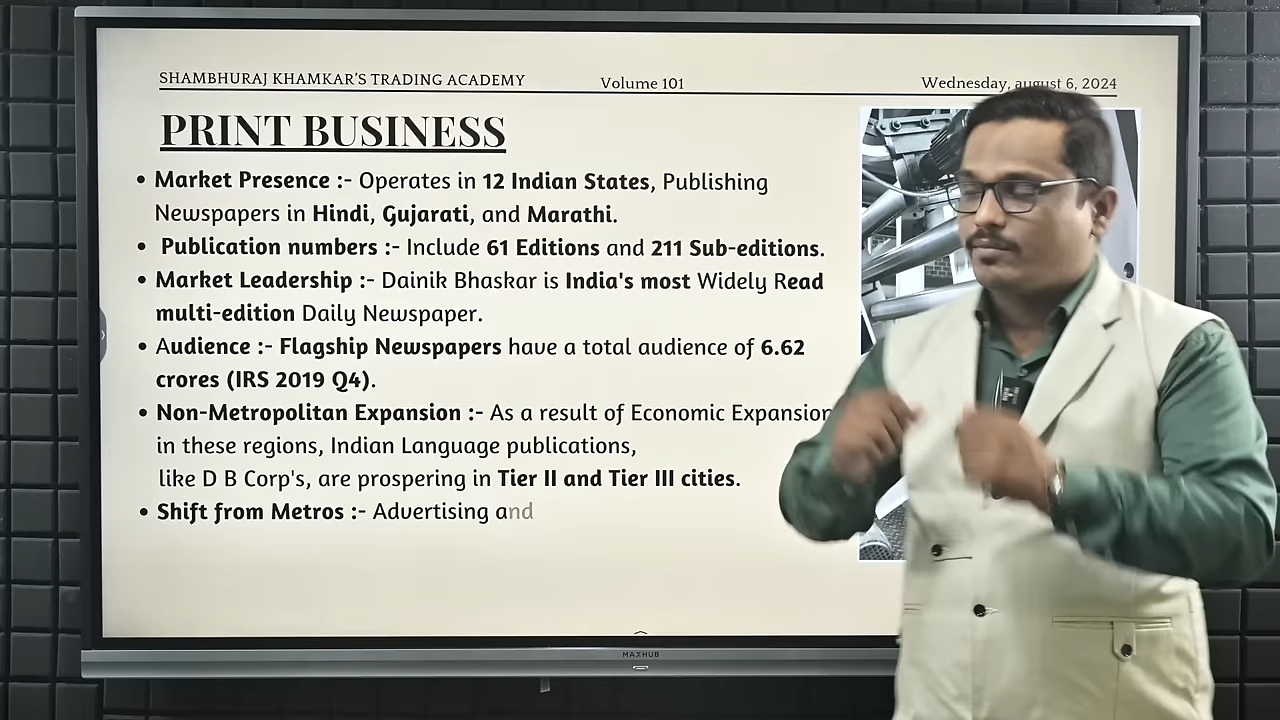 SHAMBHURAJ KHAMKAR'S TRADING ACADEMY Volume 101 Wednesday, august 6, 2024
PRINT BUSINESS
• Market Presence :- Operates in 12 Indian States, Publishing
Newspapers in Hindi, Gujarati, and Marathi.
• Publication numbers :- Include 61 Editions and 211 Sub-editions.
• Market Leadership :- Dainik Bhaskar is India's most Widely Read
multi-edition Daily Newspaper.
• Audience :- Flagship Newspapers have a total audience of 6.62
crores (IRS 2019 Q4).
• Non-Metropolitan Expansion :- As a result of Economic Expansion
in these regions, Indian Language publications,
like D B Corp's, are prospering in Tier II and Tier III cities.
• Shift from Metros :- Advertising and
MAXHUB